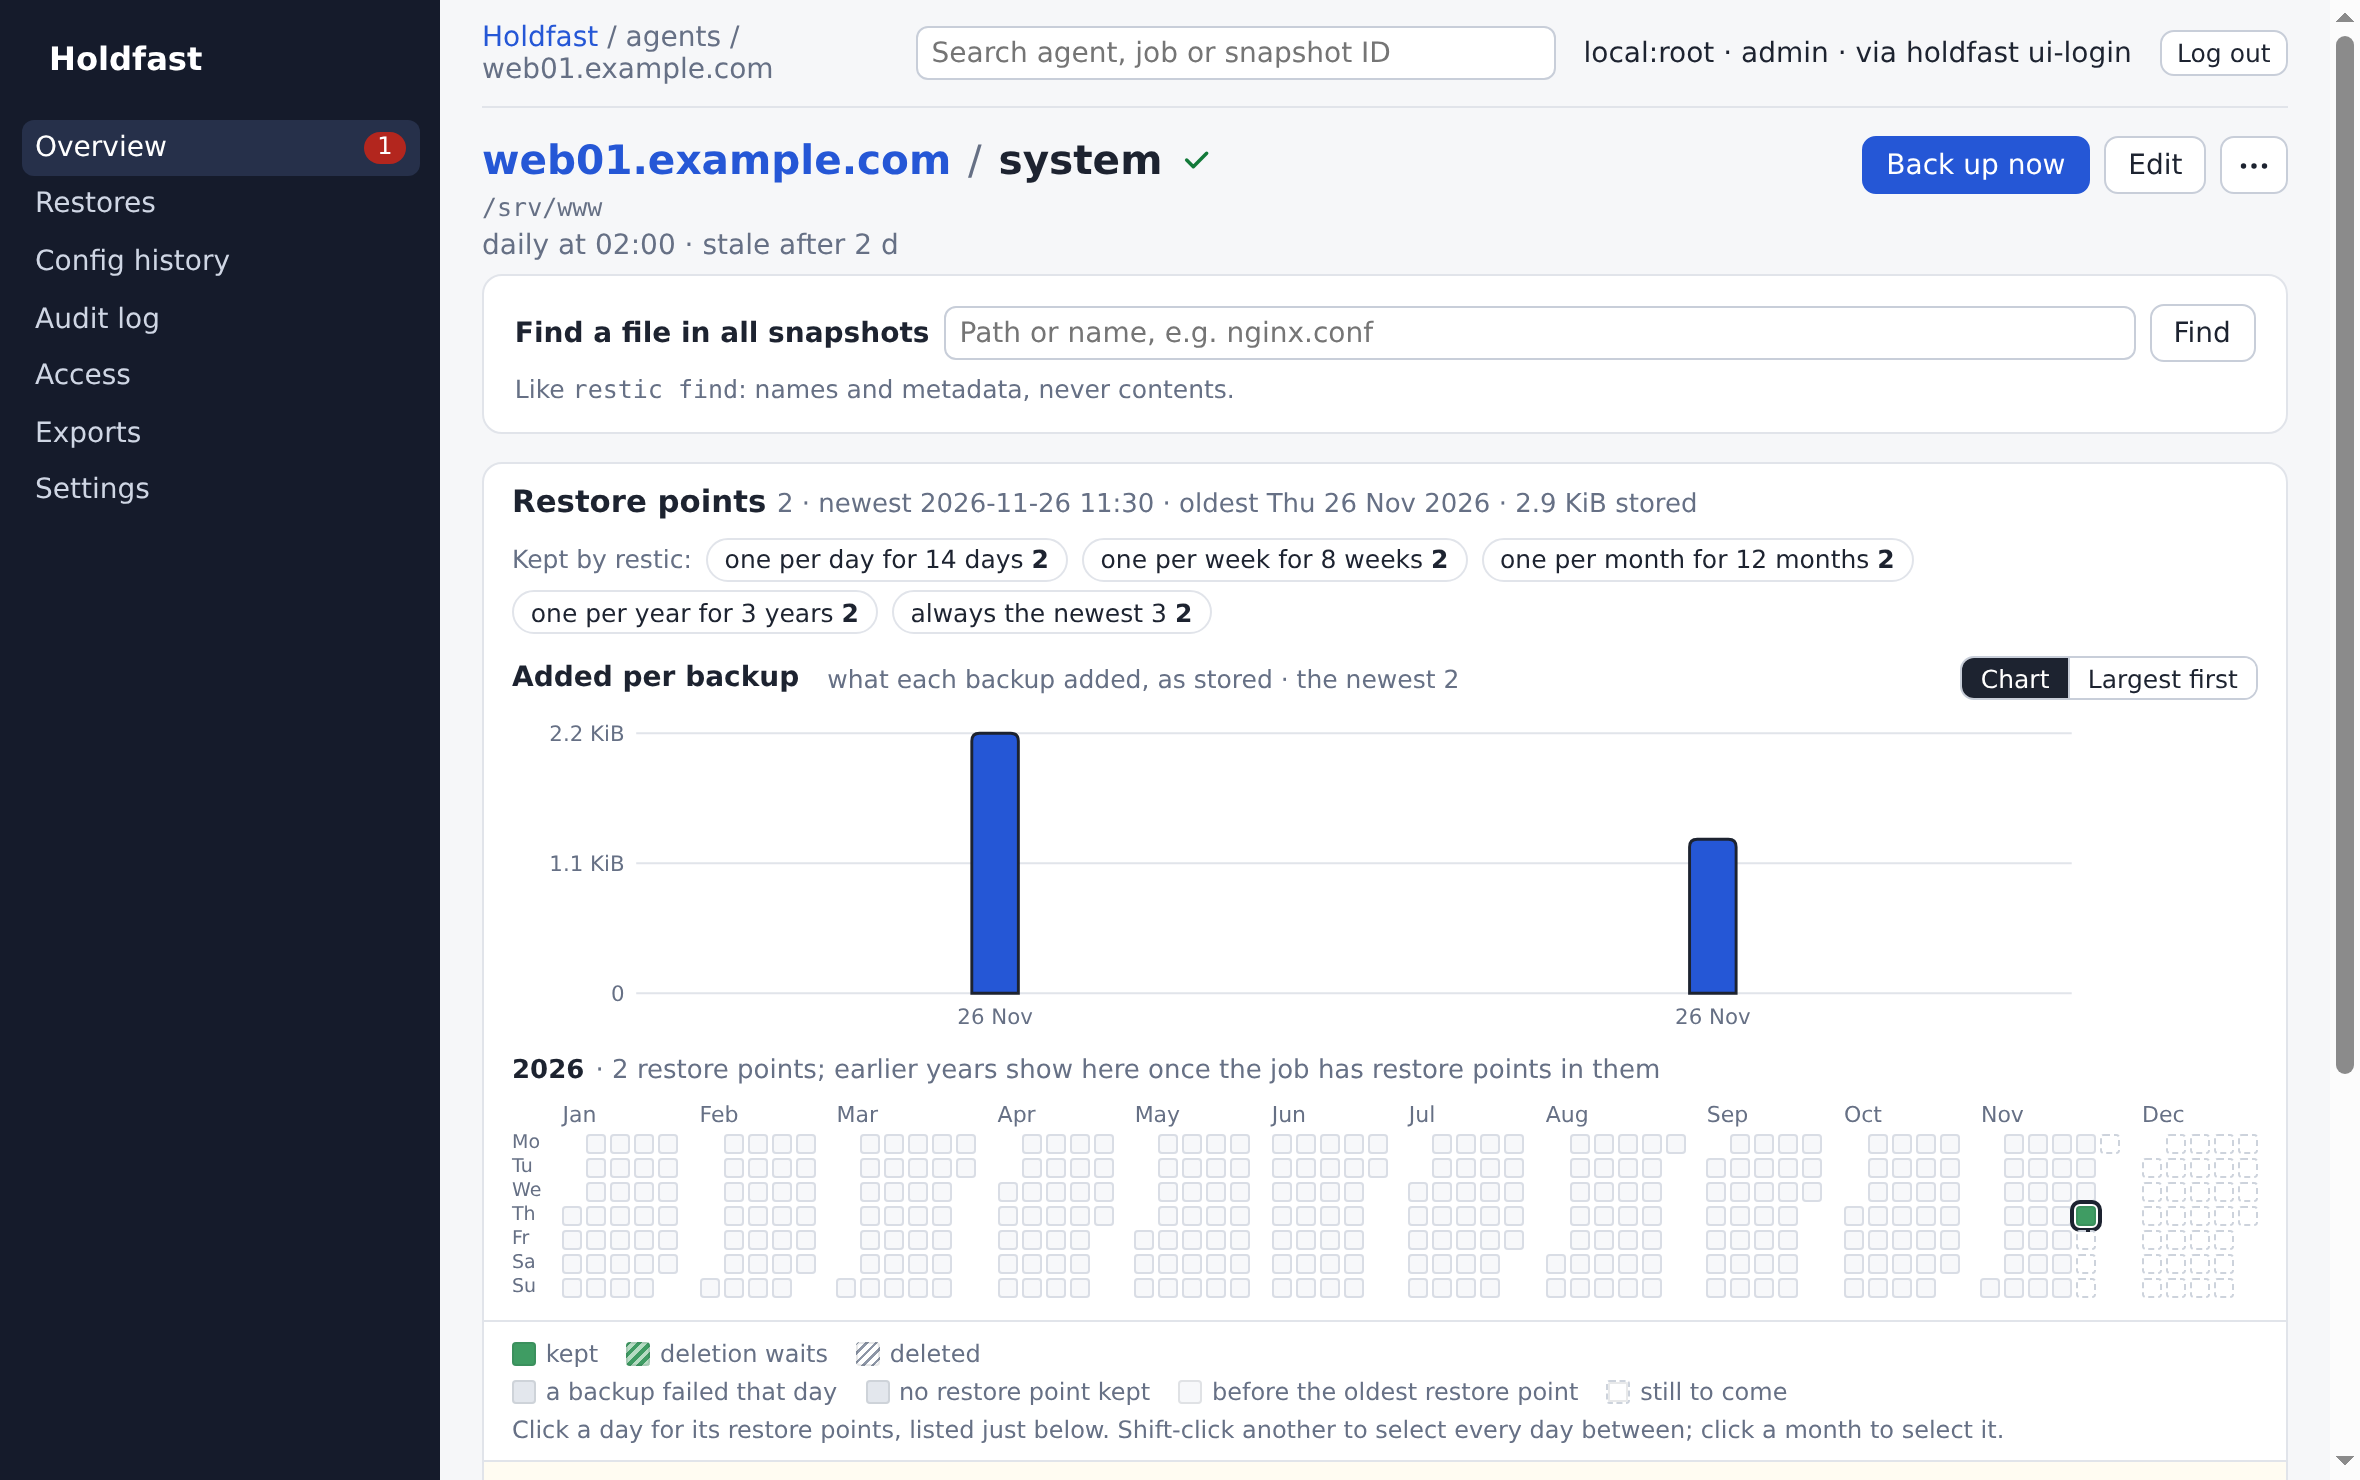 Holdfast
Overview 1
Restores
Config history
Audit log
Access
Exports
Settings
Holdfast / agents /
web01.example.com
Search agent, job or snapshot ID
local:root · admin · via holdfast ui-login
Log out
web01.example.com / system ✓
Back up now
Edit
···
/srv/www
daily at 02:00 · stale after 2 d
Find a file in all snapshots
Path or name, e.g. nginx.conf
Find
Like restic find: names and metadata, never contents.
Restore points 2 · newest 2026-11-26 11:30 · oldest Thu 26 Nov 2026 · 2.9 KiB stored
Kept by restic: one per day for 14 days 2 one per week for 8 weeks 2 one per month for 12 months 2
one per year for 3 years 2 always the newest 3 2
Added per backup what each backup added, as stored · the newest 2
Chart Largest first
2.2 KiB
1.1 KiB
0
26 Nov 26 Nov
2026 · 2 restore points; earlier years show here once the job has restore points in them
Jan Feb Mar Apr May Jun Jul Aug Sep Oct Nov Dec
Mo
Tu
We
Th
Fr
Sa
Su
kept deletion waits deleted
a backup failed that day no restore point kept before the oldest restore point still to come
Click a day for its restore points, listed just below. Shift-click another to select every day between; click a month to select it.